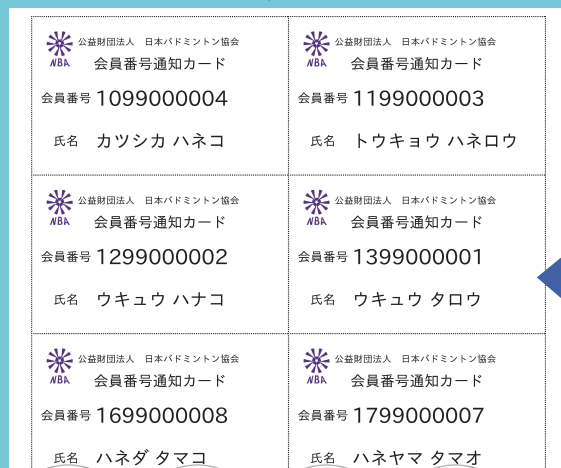 公益財団法人 日本バドミントン協会
NBA 会員番号通知カード
会員番号 1099000004
氏名 カツシカ ハネコ
公益財団法人 日本バドミントン協会
NBA 会員番号通知カード
会員番号 1199000003
氏名 トウキョウ ハネロウ
公益財団法人 日本バドミントン協会
NBA 会員番号通知カード
会員番号 1299000002
氏名 ウキュウ ハナコ
公益財団法人 日本バドミントン協会
NBA 会員番号通知カード
会員番号 1399000001
氏名 ウキュウ タロウ
公益財団法人 日本バドミントン協会
NBA 会員番号通知カード
会員番号 1699000008
氏名 ハネダ タマコ
公益財団法人 日本バドミントン協会
NBA 会員番号通知カード
会員番号 1799000007
氏名 ハネヤマ タマオ